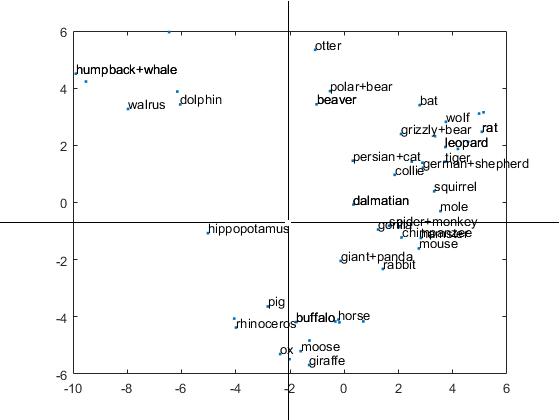 6
otter
humpback+whale
polar+bear
4
walrus
dolphin
beaver
bat
wolf
grizzly+bear
rat
leopard
2
persian+cat
tiger
german+shepherd
collie
squirrel
dalmatian
0
mole
spider+monkey
gorilla
hippopotamus
chimpanzee
hamster
mouse
giant+panda
-2
rabbit
pig
-4
rhinoceros
buffalo
horse
ox
moose
giraffe
-6
-10 -8 -6 -4 -2 0 2 4 6